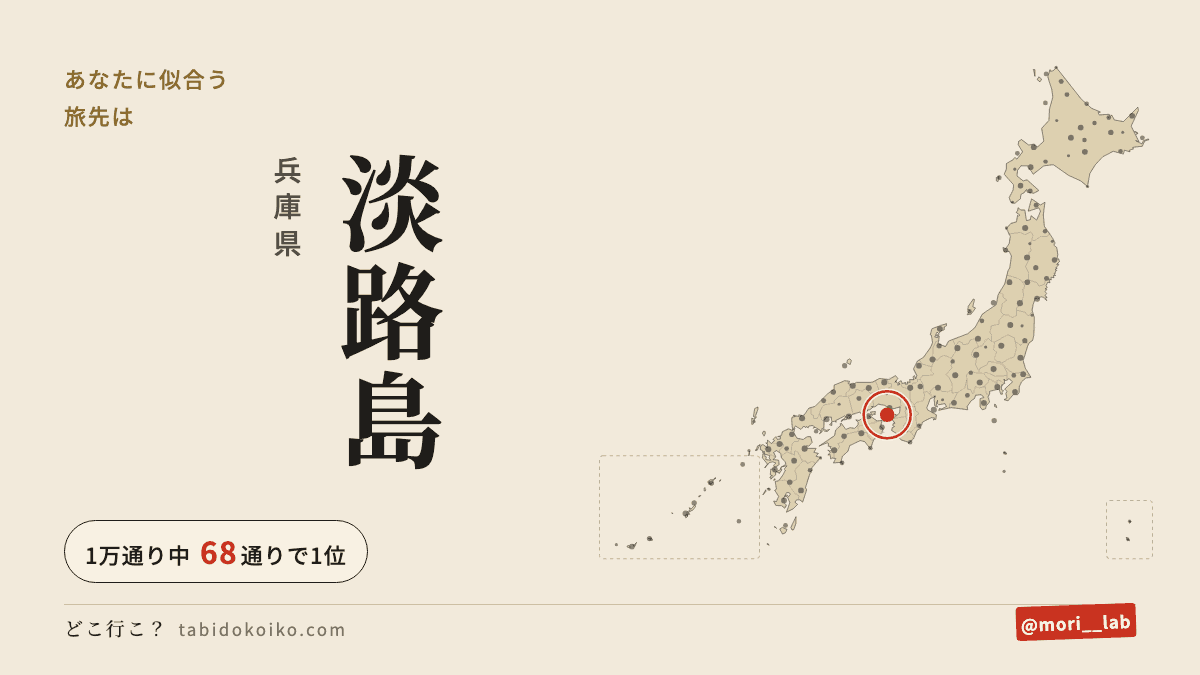 あなたに似合う
旅先は
淡路島
兵庫県
1万通り中 68通りで1位
どこ行こ？ tabidokoiko.com
@mori__lab